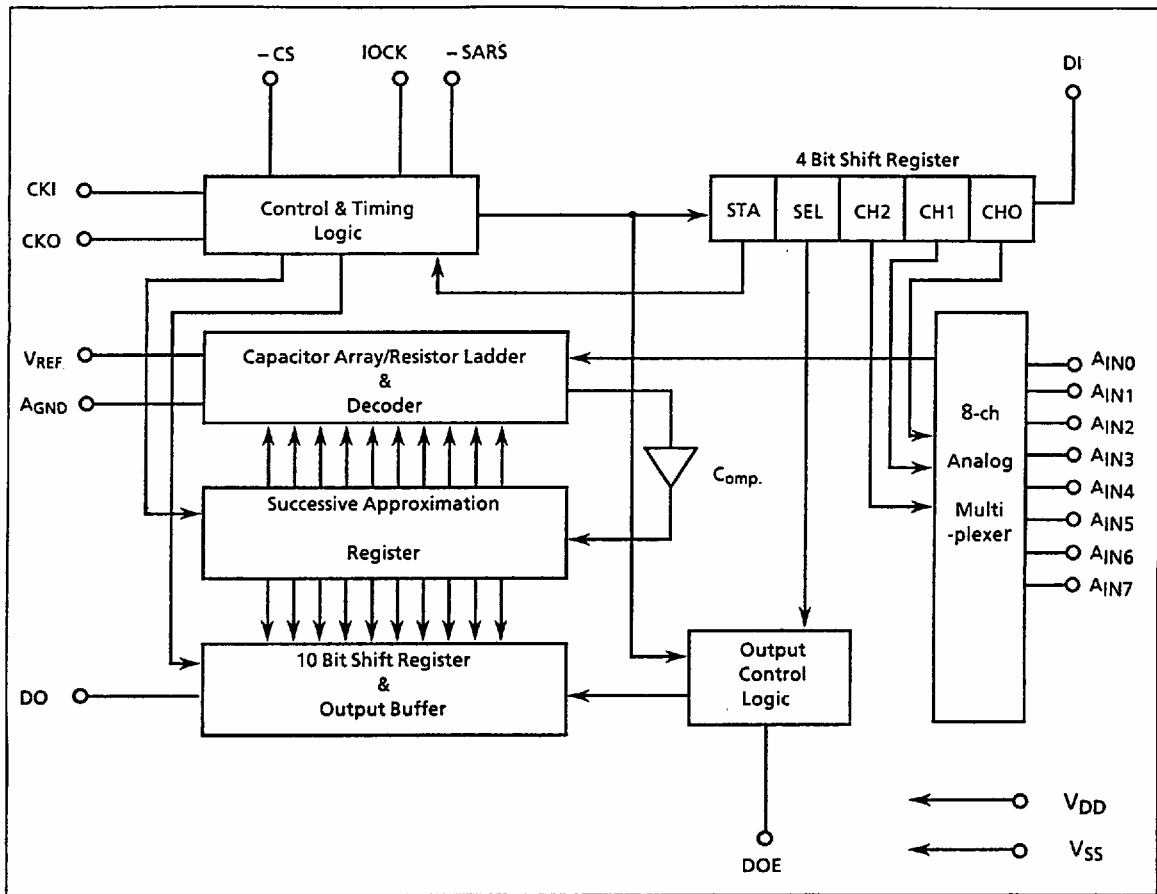 – CS
IOCK
– SARS
DI
4 Bit Shift Register
CKI
CKO
Control & Timing
Logic
STA
SEL
CH2
CH1
CHO
VREF
AGND
Capacitor Array/Resistor Ladder
&
Decoder
Comp.
Successive Approximation
Register
8-ch
Analog
Multi
-plexer
AIN0
AIN1
AIN2
AIN3
AIN4
AIN5
AIN6
AIN7
DO
10 Bit Shift Register
&
Output Buffer
Output
Control
Logic
DOE
VDD
VSS